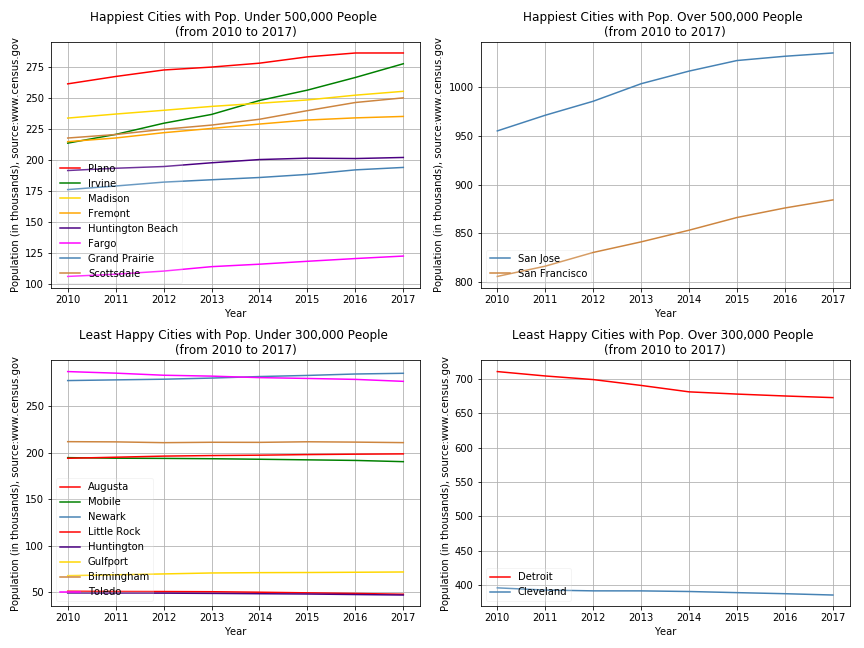 Happiest Cities with Pop. Under 500,000 People
(from 2010 to 2017)
Population (in thousands), source:www.census.gov
275
250
225
200
175
150
125
100
Plano
Irvine
Madison
Fremont
Huntington Beach
Fargo
Grand Prairie
Scottsdale
2010 2011 2012 2013 2014 2015 2016 2017
Year
Happiest Cities with Pop. Over 500,000 People
(from 2010 to 2017)
Population (in thousands), source:www.census.gov
1000
950
900
850
800
San Jose
San Francisco
2010 2011 2012 2013 2014 2015 2016 2017
Year
Least Happy Cities with Pop. Under 300,000 People
(from 2010 to 2017)
Population (in thousands), source:www.census.gov
250
200
150
100
50
Augusta
Mobile
Newark
Little Rock
Huntington
Gulfport
Birmingham
Toledo
2010 2011 2012 2013 2014 2015 2016 2017
Year
Least Happy Cities with Pop. Over 300,000 People
(from 2010 to 2017)
Population (in thousands), source:www.census.gov
700
650
600
550
500
450
400
Detroit
Cleveland
2010 2011 2012 2013 2014 2015 2016 2017
Year